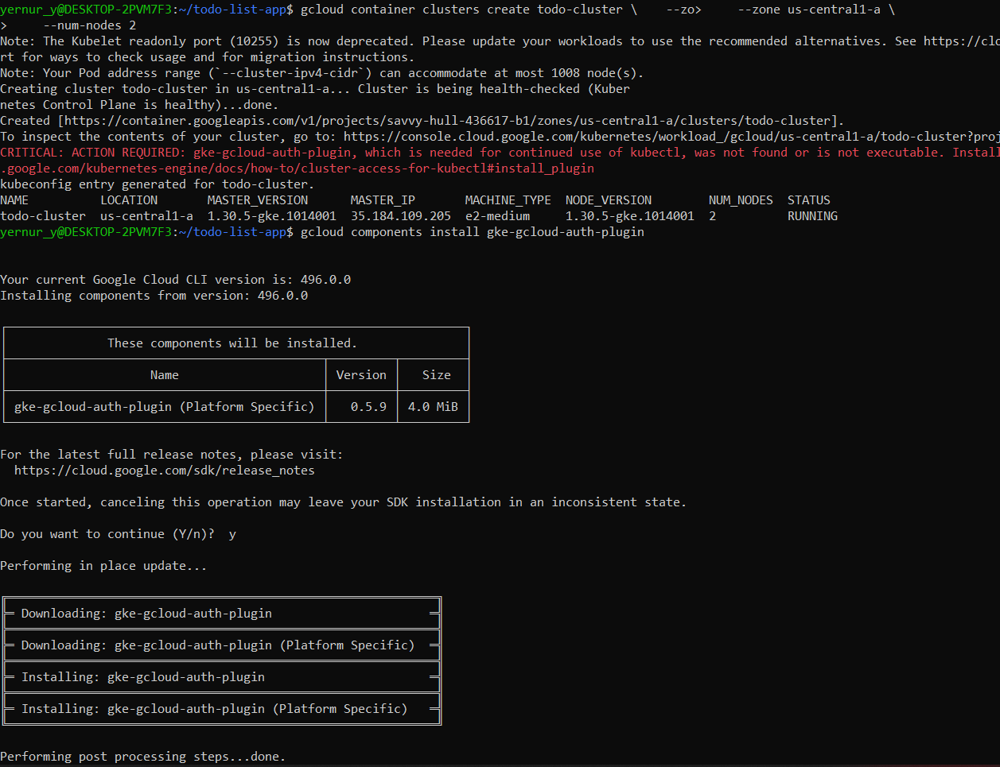 yernur_y@DESKTOP-2PVM7F3:~/todo-list-app$ gcloud container clusters create todo-cluster \    --zo>     --zone us-central1-a \
>     --num-nodes 2
Note: The Kubelet readonly port (10255) is now deprecated. Please update your workloads to use the recommended alternatives. See https://clo
rt for ways to check usage and for migration instructions.
Note: Your Pod address range (`--cluster-ipv4-cidr`) can accommodate at most 1008 node(s).
Creating cluster todo-cluster in us-central1-a... Cluster is being health-checked (Kuber
netes Control Plane is healthy)...done.
Created [https://container.googleapis.com/v1/projects/savvy-hull-436617-b1/zones/us-central1-a/clusters/todo-cluster].
To inspect the contents of your cluster, go to: https://console.cloud.google.com/kubernetes/workload_/gcloud/us-central1-a/todo-cluster?proj
CRITICAL: ACTION REQUIRED: gke-gcloud-auth-plugin, which is needed for continued use of kubectl, was not found or is not executable. Install
.google.com/kubernetes-engine/docs/how-to/cluster-access-for-kubectl#install_plugin
kubeconfig entry generated for todo-cluster.
NAME          LOCATION       MASTER_VERSION      MASTER_IP       MACHINE_TYPE  NODE_VERSION        NUM_NODES  STATUS
todo-cluster  us-central1-a  1.30.5-gke.1014001  35.184.109.205  e2-medium     1.30.5-gke.1014001  2          RUNNING
yernur_y@DESKTOP-2PVM7F3:~/todo-list-app$ gcloud components install gke-gcloud-auth-plugin
Your current Google Cloud CLI version is: 496.0.0
Installing components from version: 496.0.0
These components will be installed.
Name Version Size
gke-gcloud-auth-plugin (Platform Specific) 0.5.9 4.0 MiB
For the latest full release notes, please visit:
https://cloud.google.com/sdk/release_notes
Once started, canceling this operation may leave your SDK installation in an inconsistent state.
Do you want to continue (Y/n)?  y
Performing in place update...
Downloading: gke-gcloud-auth-plugin
Downloading: gke-gcloud-auth-plugin (Platform Specific)
Installing: gke-gcloud-auth-plugin
Installing: gke-gcloud-auth-plugin (Platform Specific)
Performing post processing steps...done.